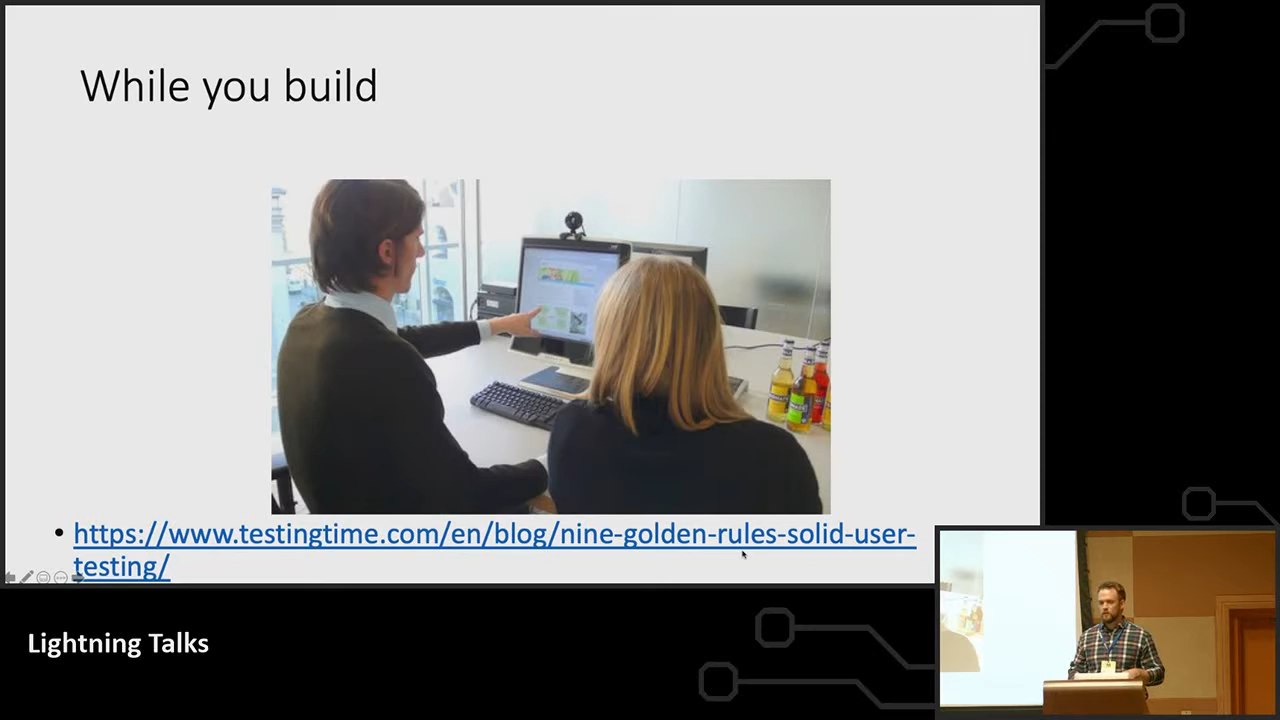 While you build
• https://www.testingtime.com/en/blog/nine-golden-rules-solid-user-
testing/
Lightning Talks